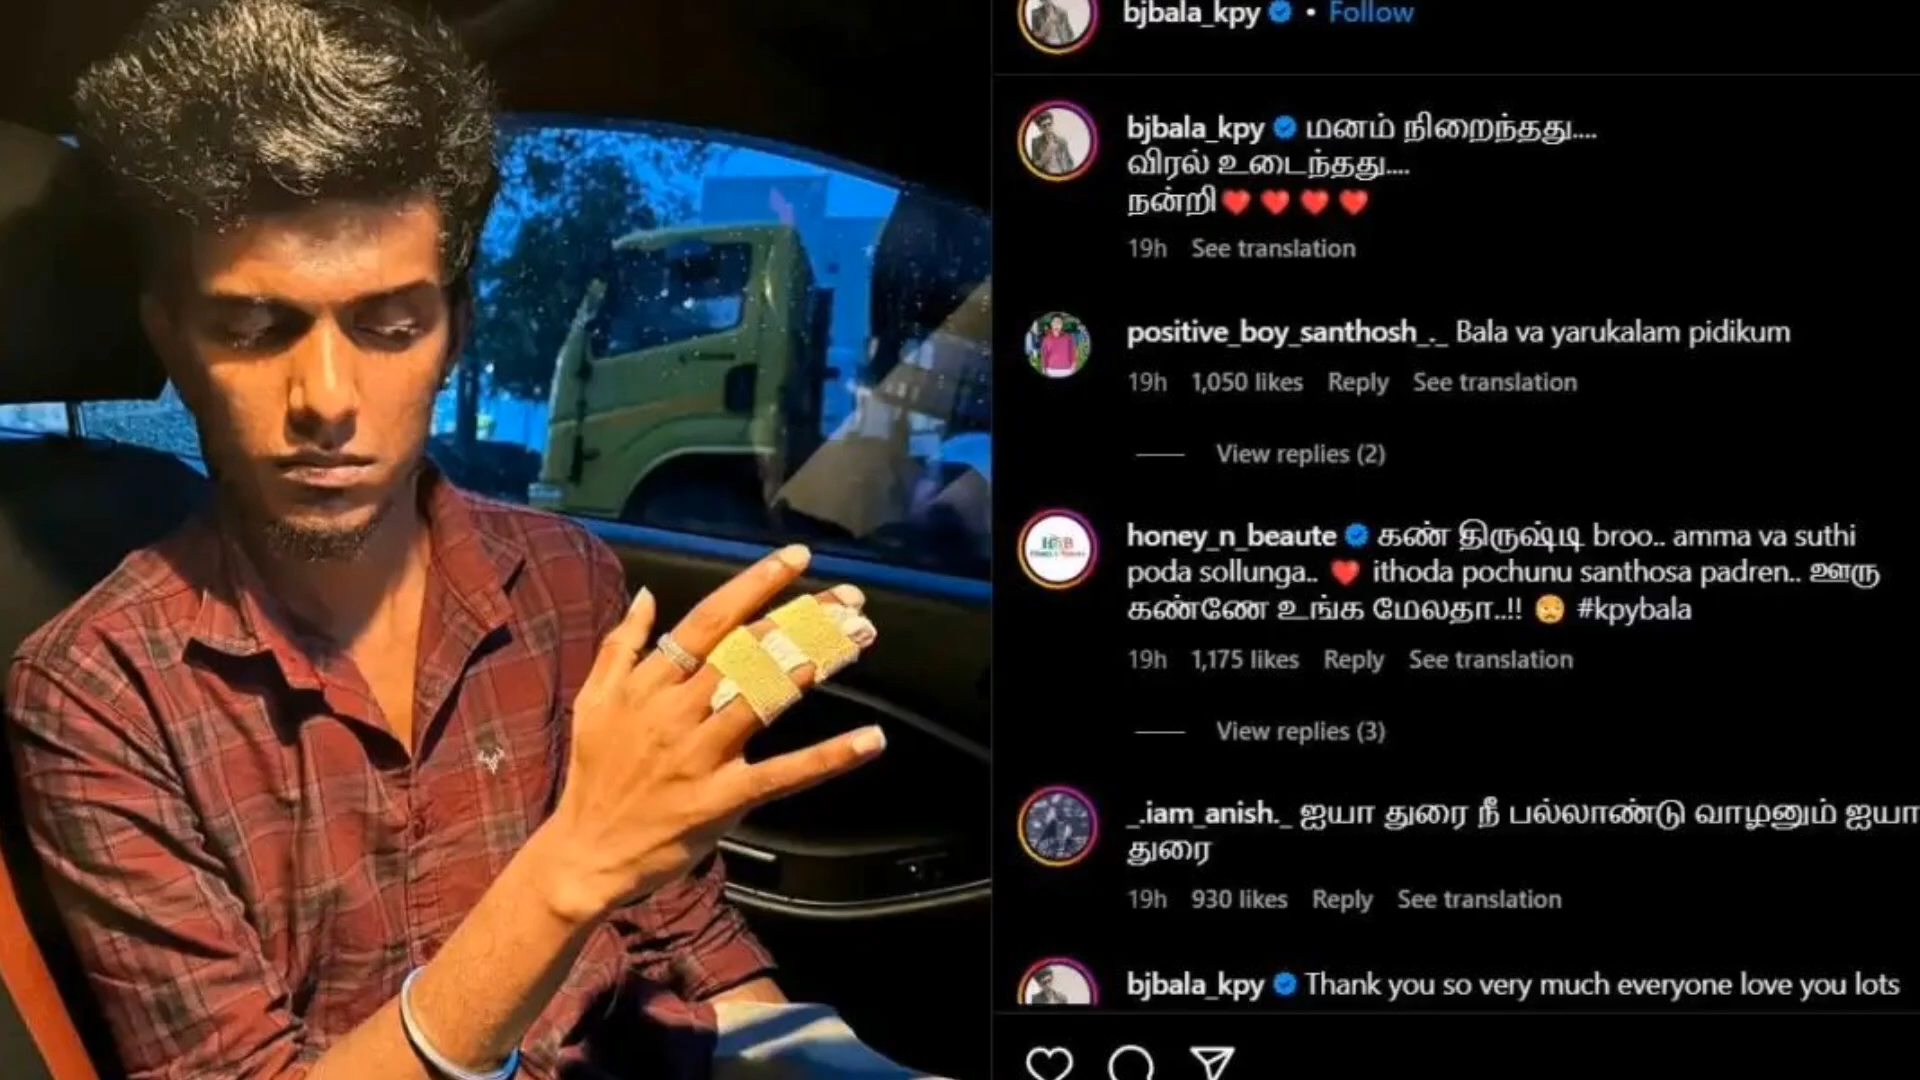 bjbala_kpy • Follow
bjbala_kpy மனம் நிறைந்தது....
விரல் உடைந்தது....
நன்றி❤️ ❤️ ❤️ ❤️
19h See translation
positive_boy_santhosh_._ Bala va yarukalam pidikum
19h 1,050 likes Reply See translation
View replies (2)
honey_n_beaute கண் திருஷ்டி broo.. amma va suthi
poda sollunga.. ❤️ ithoda pochunu santhosa padren.. ஊரு
கண்ணே உங்க மேலதா..!! 😥 #kpybala
19h 1,175 likes Reply See translation
View replies (3)
_.iam_anish._ ஐயா துரை நீ பல்லாண்டு வாழனும் ஐயா
துரை
19h 930 likes Reply See translation
bjbala_kpy Thank you so very much everyone love you lots